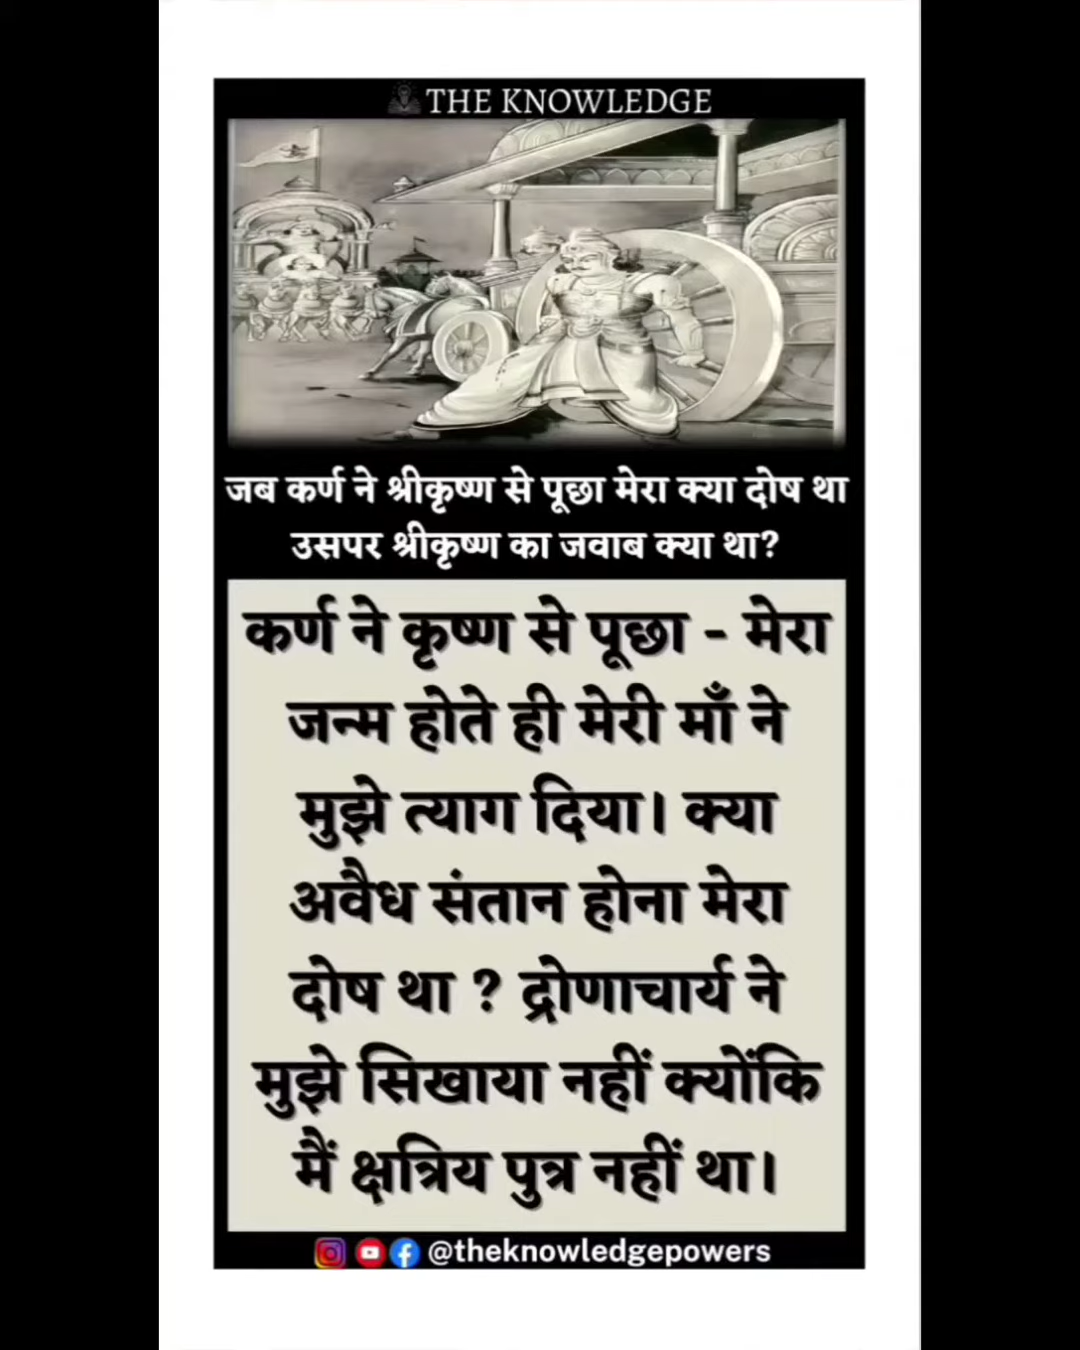 THE KNOWLEDGE
जब कर्ण ने श्रीकृष्ण से पूछा मेरा क्या दोष था
उसपर श्रीकृष्ण का जवाब क्या था?
कर्ण ने कृष्ण से पूछा - मेरा
जन्म होते ही मेरी माँ ने
मुझे त्याग दिया। क्या
अवैध संतान होना मेरा
दोष था ? द्रोणाचार्य ने
मुझे सिखाया नहीं क्योंकि
मैं क्षत्रिय पुत्र नहीं था।
@theknowledgepowers